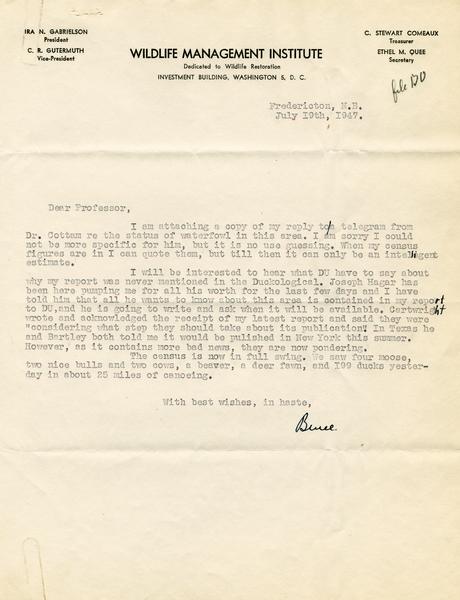 IRA N. GABRIELSON
President
C. R. GUTERMUTH
Vice-President
C. STEWART COMEAUX
Treasurer
ETHEL M. QUEE
Secretary
WILDLIFE MANAGEMENT INSTITUTE
Dedicated to Wildlife Restoration
INVESTMENT BUILDING, WASHINGTON 5, D. C.
file DU
Fredericton, N.B.
July I9th, I947.
Dear Professor,
I am attaching a copy of my reply to telegram from
Dr. Cottam re the status of waterfowl in this area. I am sorry I could
not be more specific for him, but it is no use guessing. When my census
figures are in I can quote them, but till then it can only be an intelligent
estimate.
I will be interested to hear what DU have to say about
why my report was never mentioned in the Duckological. Joseph Hagar has
been here pumping me for all his worth for the last few days and I have
told him that all he wants to know about this area is contained in my report
to DU,and he is going to write and ask when it will be available. Cartwright
wrote and acknowledged the receipt of my latest report and said they were
"considering what step they should take about its publication! In Texas he
and Bartley both told me it would be pulished in New York this summer.
However, as it contains more bad news, they are now pondering.
The census is now in full swing. We saw four moose,
two nice bulls and two cows, a beaver, a deer fawn, and I99 ducks yester-
day in about 25 miles of canoeing.
With best wishes, in haste,
Bruce.